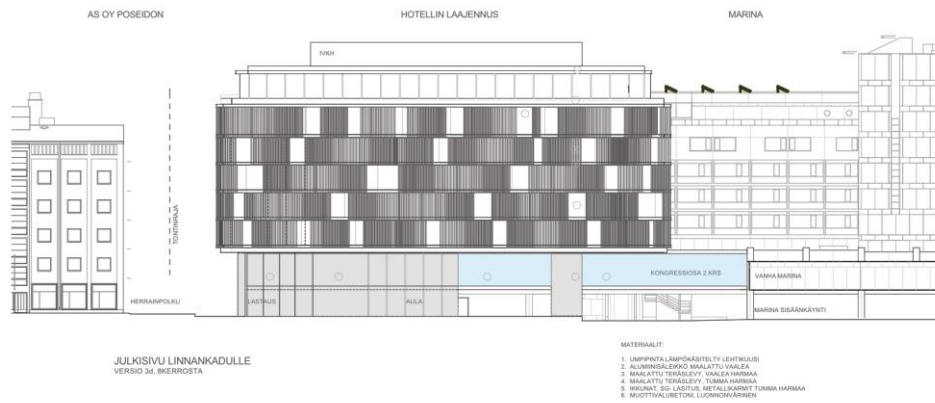 AS OY POSEIDON
HOTELLIN LAAJENNUS
MARINA
IVKH
TONTINRAJA
KONGRESSIOSA 2.KRS
VANHA MARINA
HERRAINPOLKU
LASTAUS
AULA
MARINA SISÄÄNKÄYNTI
JULKISIVU LINNANKADULLE
VERSIO 3d, 8KERROSTA
MATERIAALIT:
1. UMPIPINTA LÄMPÖKÄSITELTY LEHTIKUUSI
2. ALUMIINISÄLEIKKÖ MAALATTU VAALEA
3. MAALATTU TERÄSLEVY, VAALEA HARMAA
4. MAALATTU TERÄSLEVY, TUMMA HARMAA
5. IKKUNAT, SG- LASITUS, METALLIKARMIT TUMMA HARMAA
6. MUOTTIVALUBETONI, LUONNONVÄRINEN